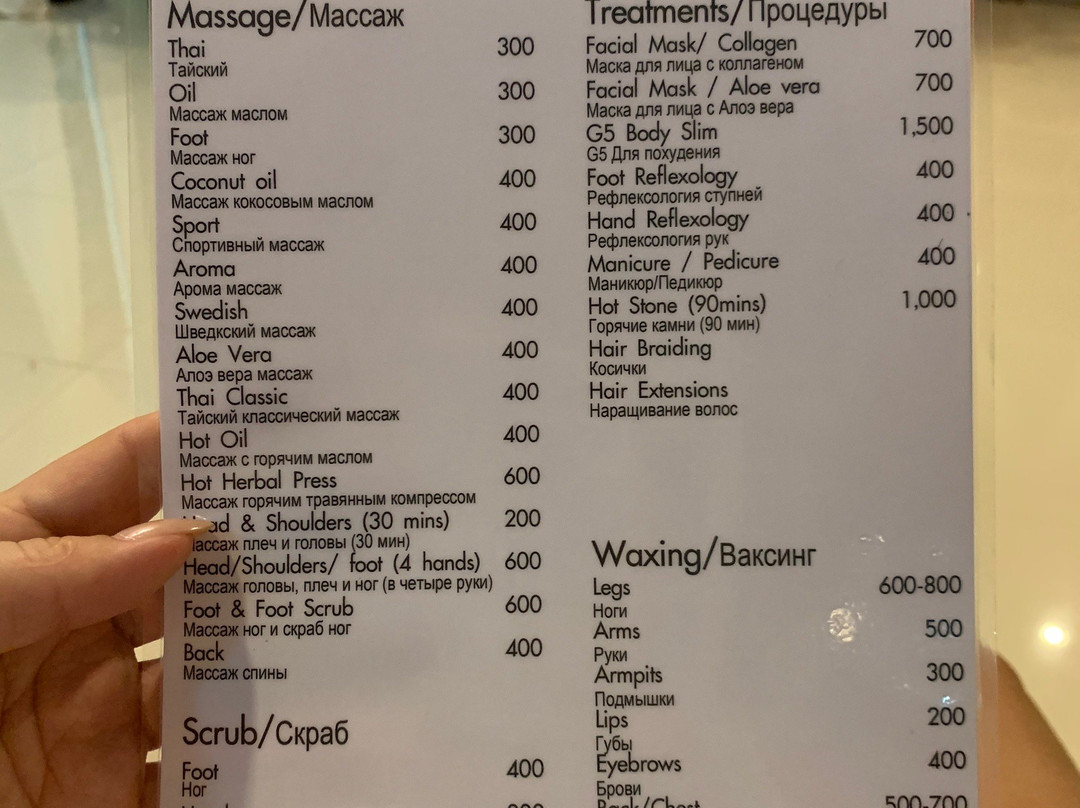 Massage/Массаж
Thai 300
Тайский
Oil 300
Массаж маслом
Foot 300
Массаж ног
Coconut oil 400
Массаж кокосовым маслом
Sport 400
Спортивный массаж
Aroma 400
Арома массаж
Swedish 400
Шведкский массаж
Aloe Vera 400
Алоэ вера массаж
Thai Classic 400
Тайский классический массаж
Hot Oil 400
Массаж с горячим маслом
Hot Herbal Press 600
Массаж горячим травянным компрессом
Head & Shoulders (30 mins) 200
Массаж плеч и головы (30 мин)
Head/Shoulders/ foot (4 hands) 600
Массаж головы, плеч и ног (в четыре руки)
Foot & Foot Scrub 600
Массаж ног и скраб ног
Back 400
Массаж спины
Scrub/Скраб
Foot 400
Ног
Treatments/Процедуры
Facial Mask/ Collagen 700
Маска для лица с коллагеном
Facial Mask / Aloe vera 700
Маска для лица с Алоэ вера
G5 Body Slim 1,500
G5 Для похудения
Foot Reflexology 400
Рефлексология ступней
Hand Reflexology 400
Рефлексология рук
Manicure / Pedicure 400
Маникюр/Педикюр
Hot Stone (90mins) 1,000
Горячие камни (90 мин)
Hair Braiding
Косички
Hair Extensions
Наращивание волос
Waxing/Ваксинг
Legs 600-800
Ноги
Arms 500
Руки
Armpits 300
Подмышки
Lips 200
Губы
Eyebrows 400
Брови
Back/Chest 500-700